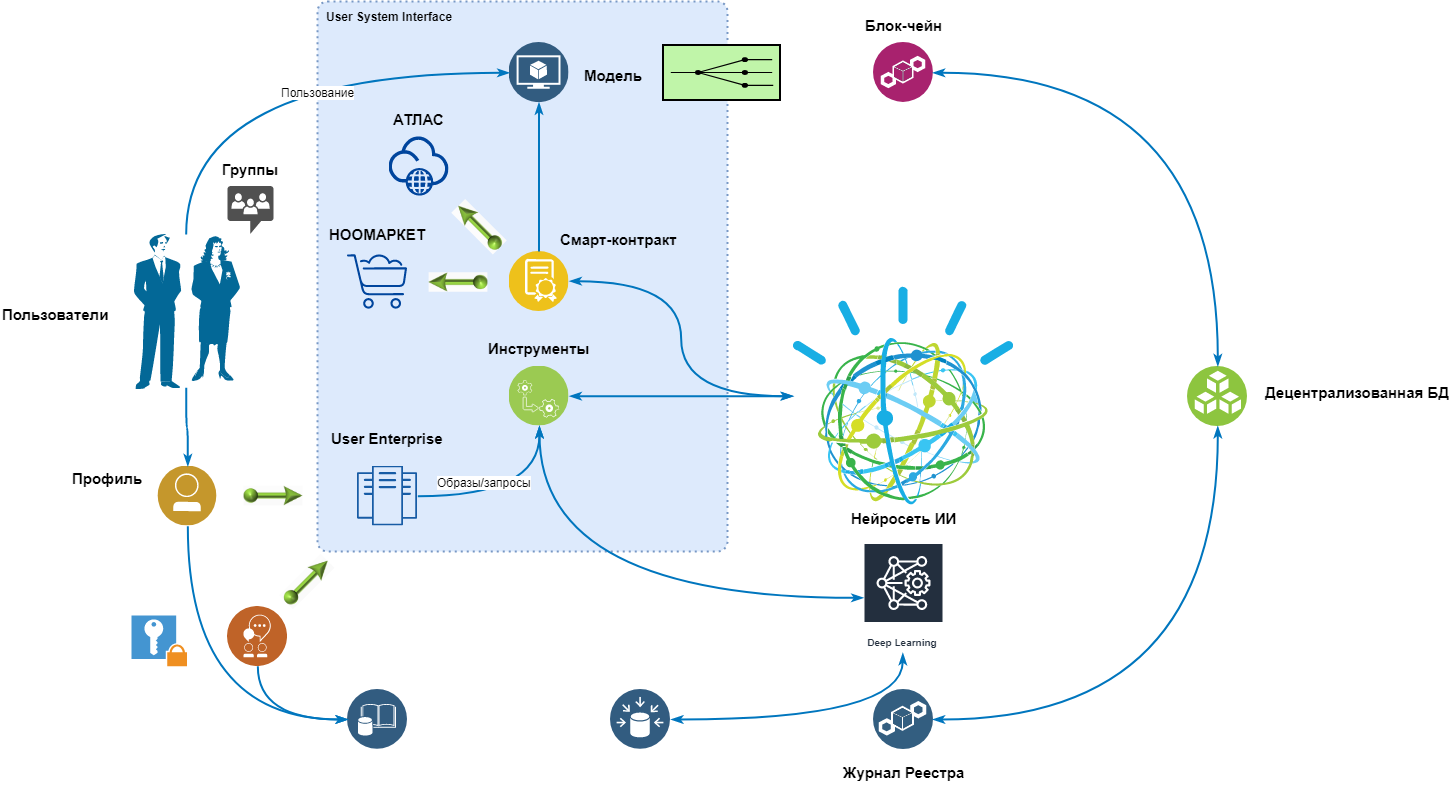 User System Interface
Блок-чейн
Модель
Пользование
АТЛАС
Группы
НООМАРКЕТ
Смарт-контракт
Пользователи
Инструменты
Децентрализованная БД
User Enterprise
Профиль
Образы/запросы
Нейросеть ИИ
Deep Learning
Журнал Реестра